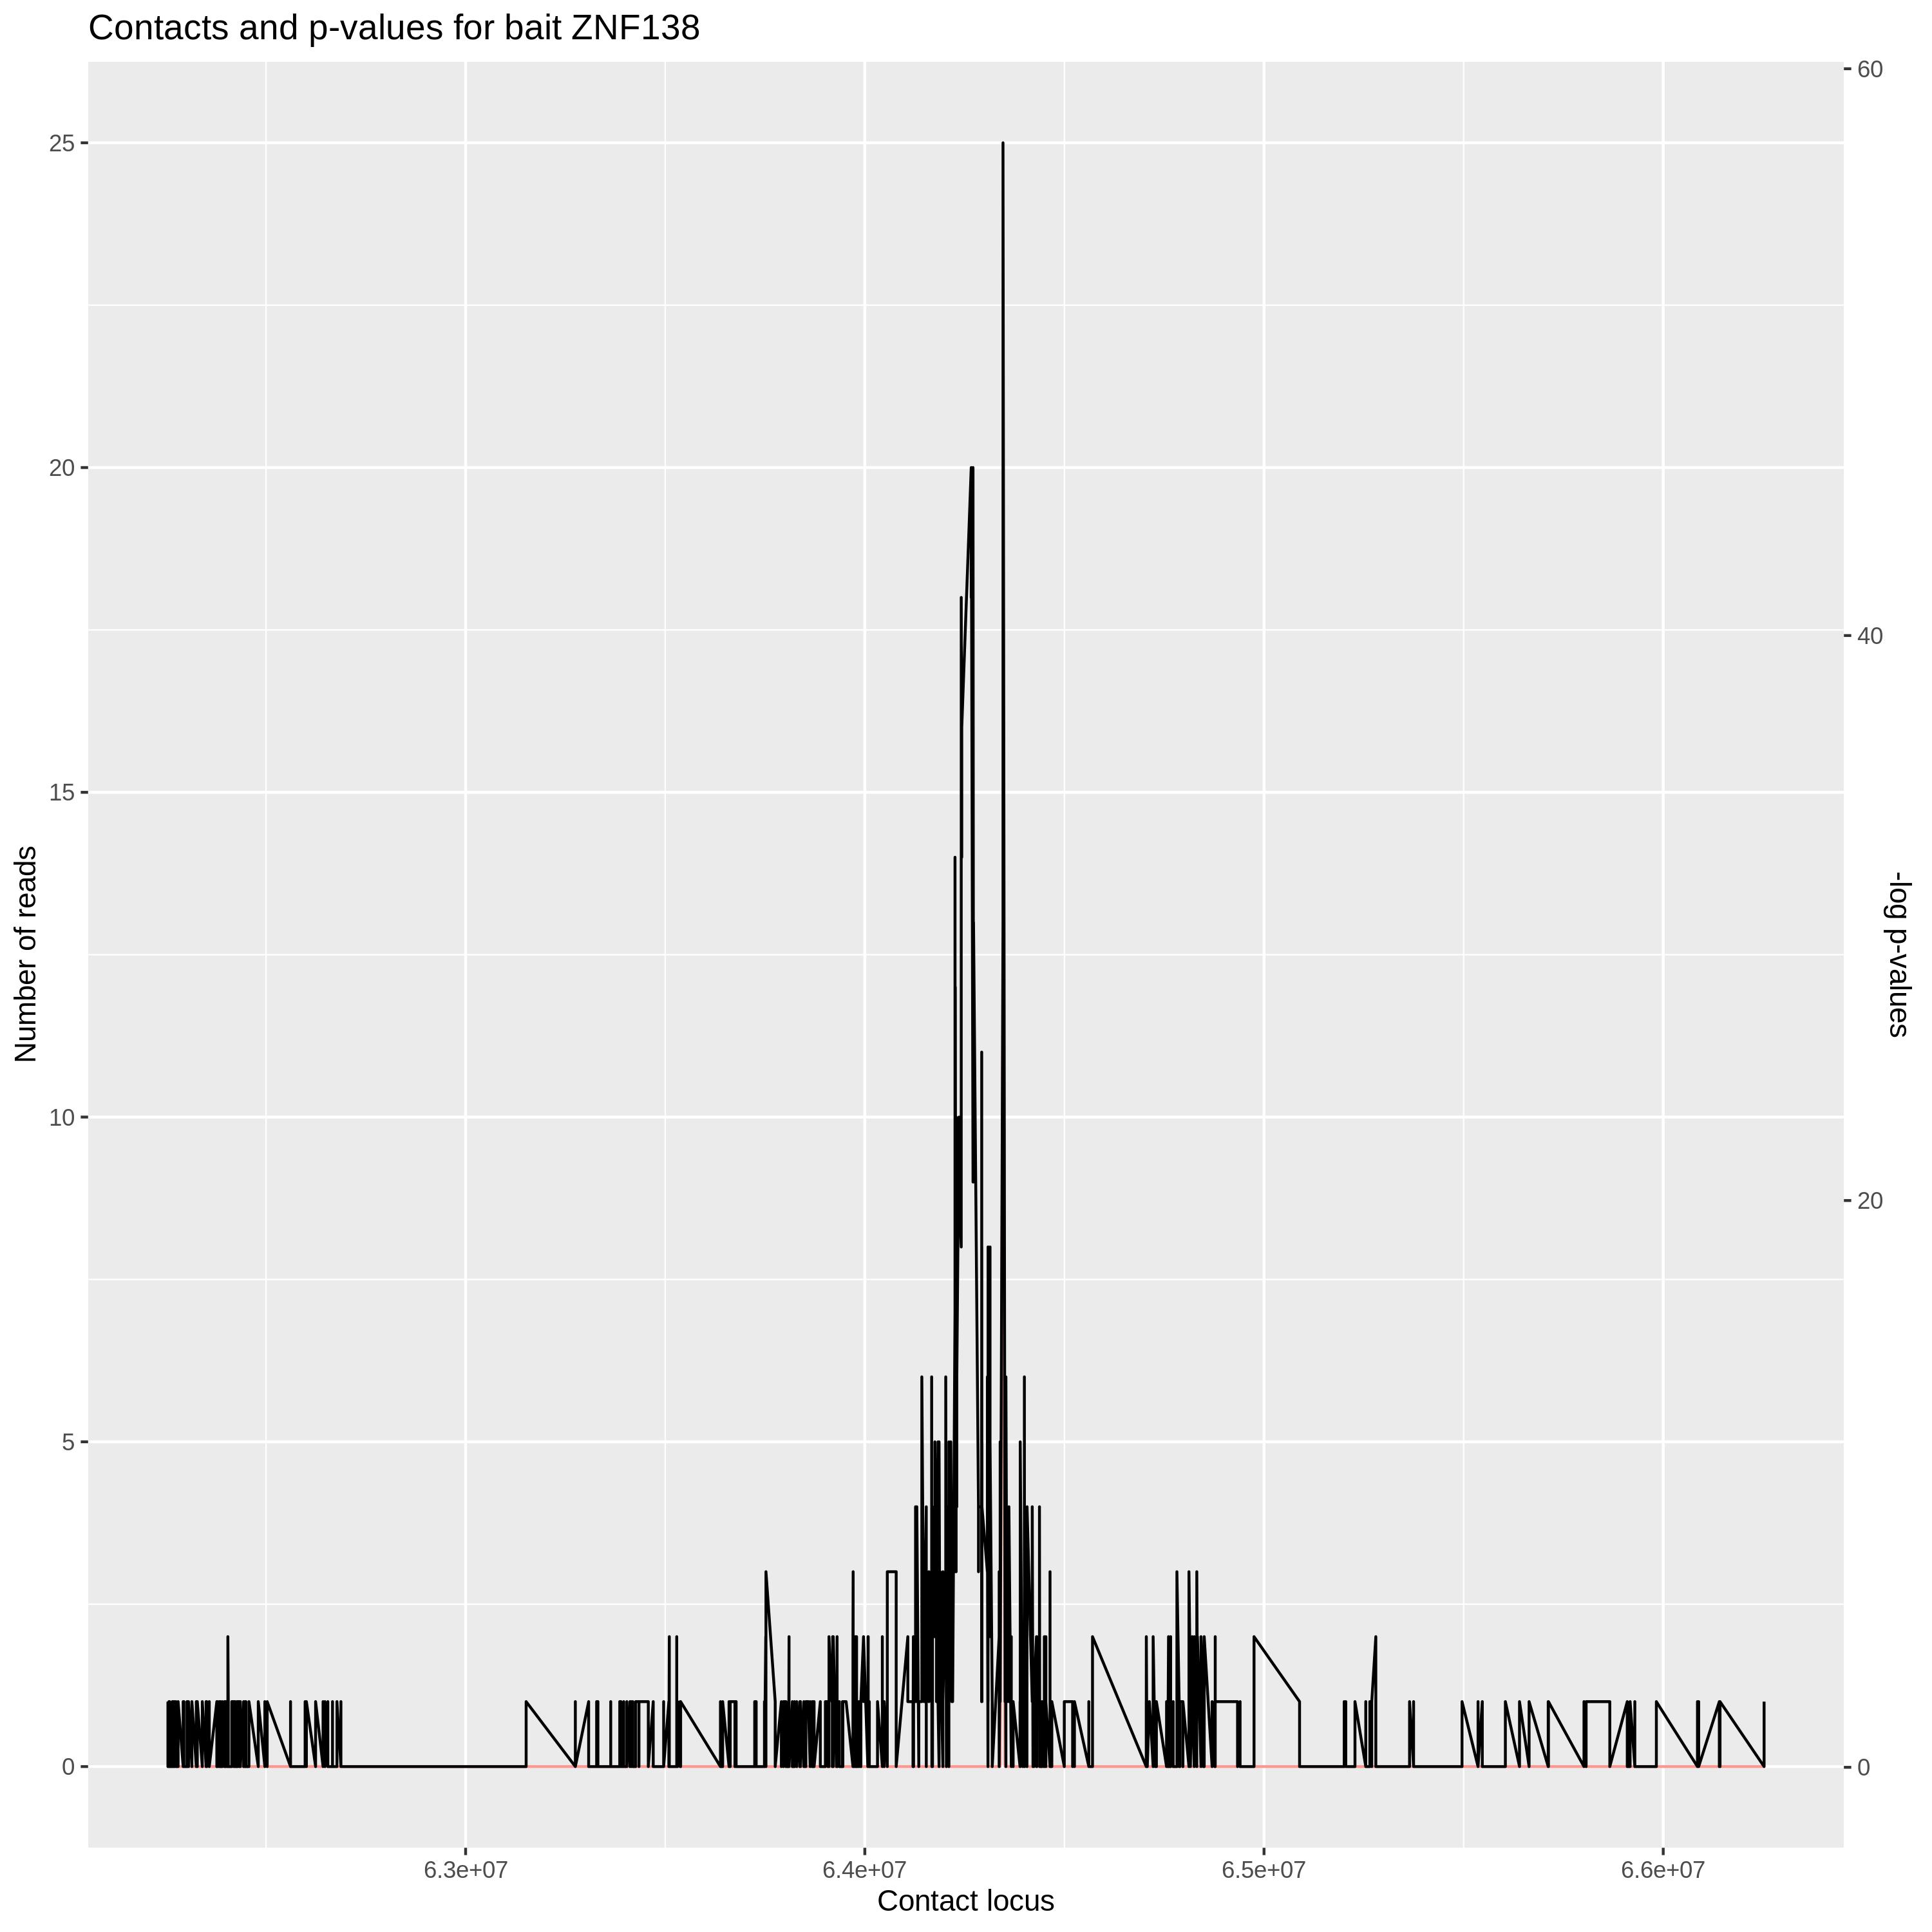 Contacts and p-values for bait ZNF138
60
25
20
40
15
Number of reads
-log p-values
10
20
5
0
0
6.3e+07
6.4e+07
6.5e+07
6.6e+07
Contact locus